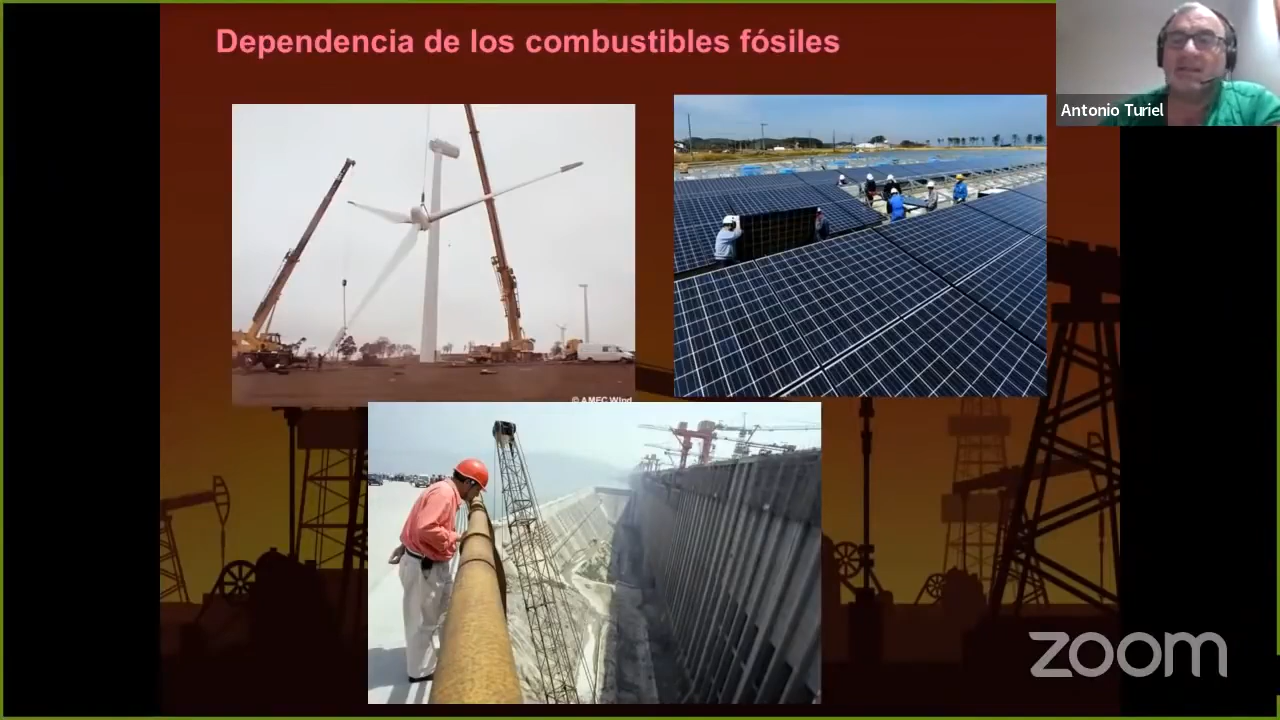 Dependencia de los combustibles fósiles
Antonio Turiel
© AMEC Wind
zoom